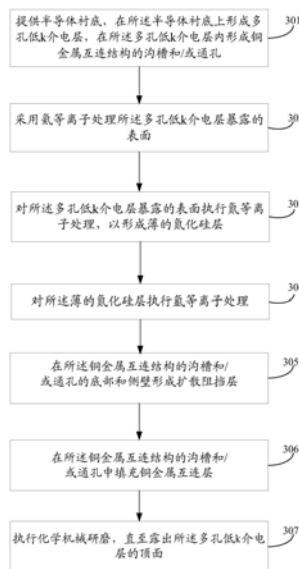 提供半导体衬底，在所述半导体衬底上形成多
孔低k介电层，在所述多孔低k介电层内形成铜
金属互连结构的沟槽和/或通孔
301
采用 等离子处理所述多孔低k介电层暴露的
表面
30
对所述多孔低k介电层暴露的表面执行 等离
子处理，以形成薄的氮化硅层
30
对所述薄的氮化硅层执行 等离子处理
30
在所述铜金属互连结构的沟槽和/
或通孔的底部和侧壁形成扩散阻挡
层
305
在所述铜金属互连结构的沟槽和/
或通孔中填充铜金属互连层
306
执行化学机械研磨，直至露出所述多孔低k介电
层的顶面
307